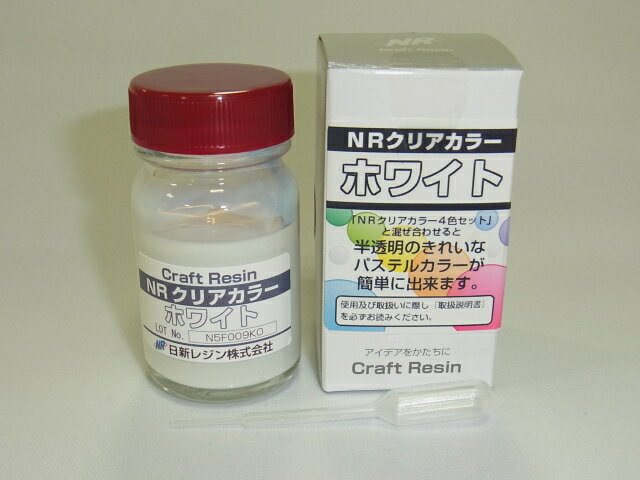 Craft Resin
NRクリアカラー
ホワイト
LOT No. N5F009K0
NR 日新レジン株式会社
NR
Craft Resin
NRクリアカラー
ホワイト
「NRクリアカラー4色セット」
と混ぜ合わせると
半透明のきれいな
パステルカラーが
簡単に出来ます。
使用及び取扱いに際し『取扱説明書』
を必ずお読みください。
アイデアをかたちに
Craft Resin